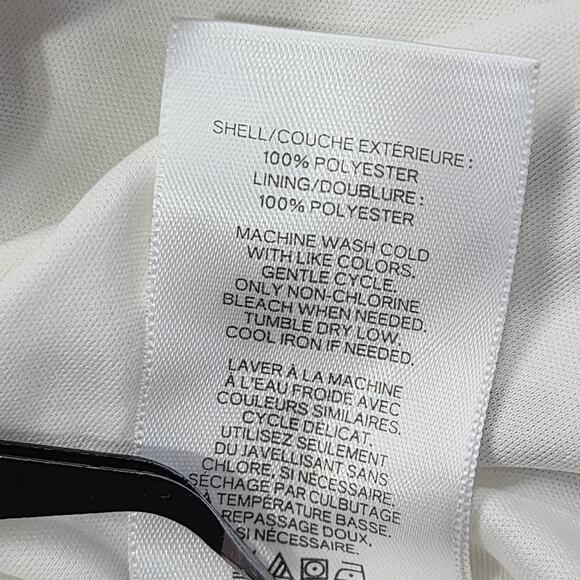 SHELL/COUCHE EXTÉRIEURE :
100% POLYESTER
LINING/DOUBLURE :
100% POLYESTER
MACHINE WASH COLD
WITH LIKE COLORS.
GENTLE CYCLE.
ONLY NON-CHLORINE
BLEACH WHEN NEEDED.
TUMBLE DRY LOW.
COOL IRON IF NEEDED.
LAVER À LA MACHINE
À L'EAU FROIDE AVEC
COULEURS SIMILAIRES.
CYCLE DÉLICAT.
UTILISEZ SEULEMENT
DU JAVELLISANT SANS
CHLORE, SI NÉCESSAIRE.
SÉCHAGE PAR CULBUTAGE
À TEMPÉRATURE BASSE.
REPASSAGE DOUX,
SI NÉCESSAIRE.